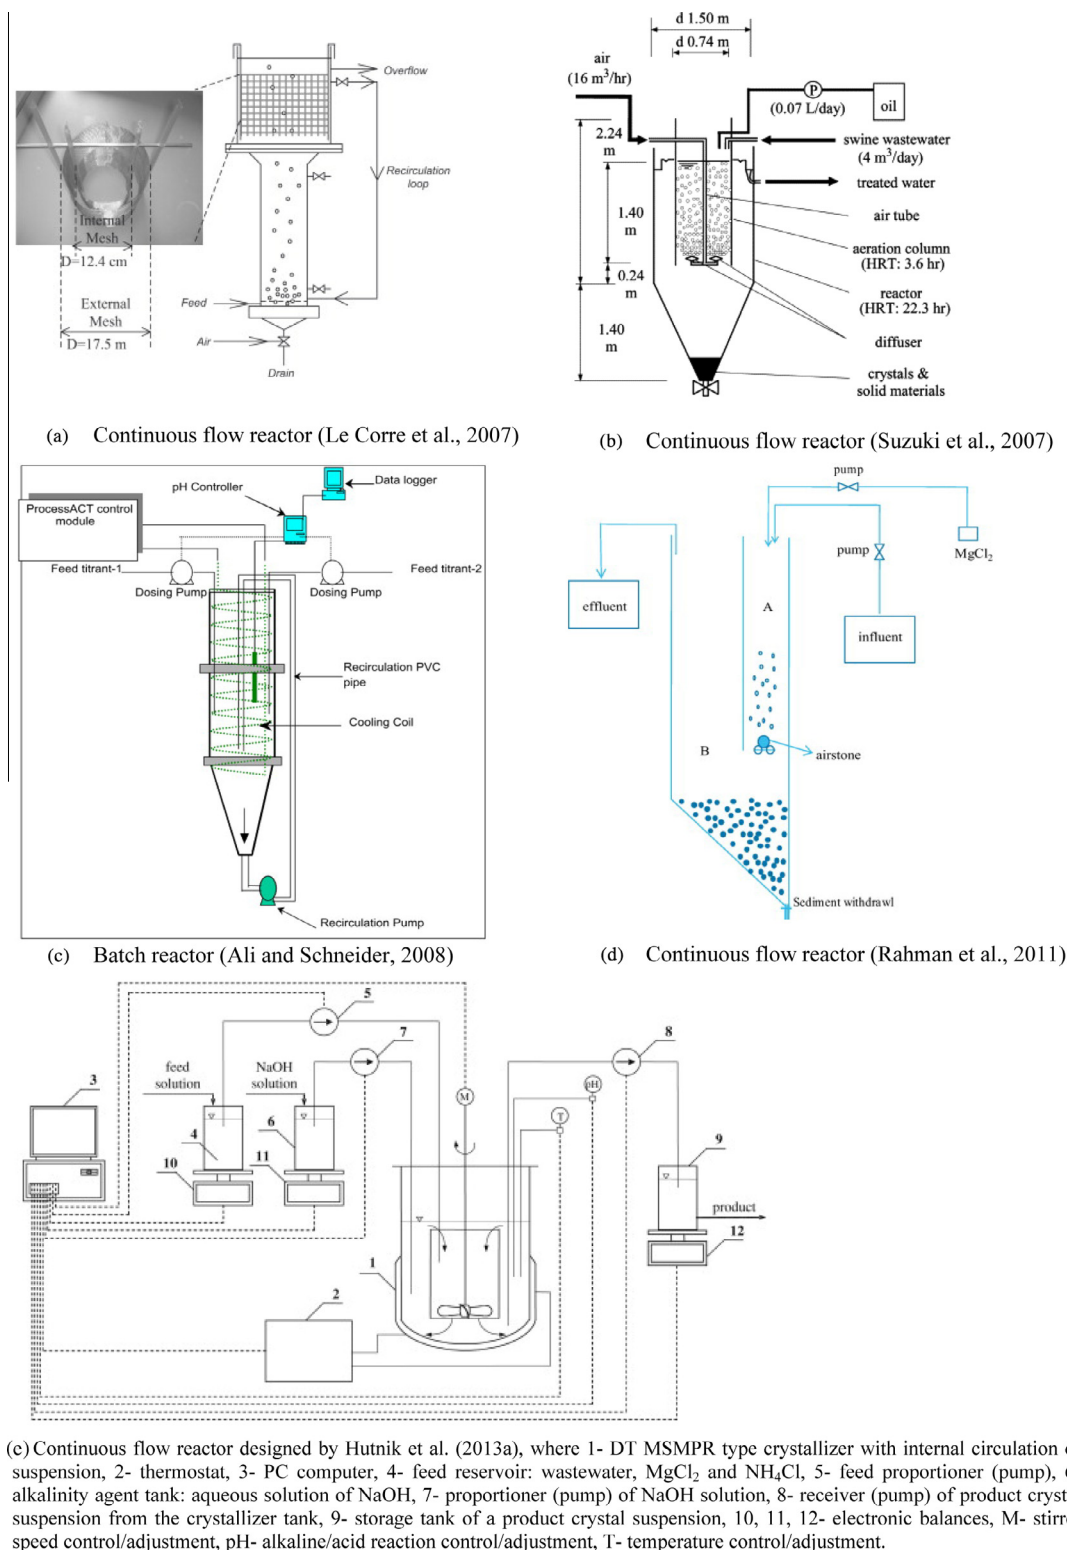 Overflow
Recirculation
loop
Internal
Mesh
D=12.4 cm
External
Mesh
D=17.5 m
Feed
Air
Drain
(a) Continuous flow reactor (Le Corre et al., 2007)
d 1.50 m
d 0.74 m
air
(16 m³/hr)
P
(0.07 L/day)
oil
2.24
m
swine wastewater
(4 m³/day)
treated water
1.40
m
air tube
aeration column
(HRT: 3.6 hr)
0.24
m
reactor
(HRT: 22.3 hr)
1.40
m
diffuser
crystals &
solid materials
(b) Continuous flow reactor (Suzuki et al., 2007)
pH Controller
Data logger
ProcessACT control
module
Feed titrant-1
Feed titrant-2
Dosing Pump
Dosing Pump
Recirculation PVC
pipe
Cooling Coil
Recirculation Pump
(c) Batch reactor (Ali and Schneider, 2008)
pump
pump
MgCl₂
effluent
A
influent
B
airstone
Sediment withdrawl
(d) Continuous flow reactor (Rahman et al., 2011)
5
7
8
3
feed
solution
NaOH
solution
M
pH
T
4
6
9
10
11
product
12
1
2
(c) Continuous flow reactor designed by Hutnik et al. (2013a), where 1- DT MSMPR type crystallizer with internal circulation
suspension, 2- thermostat, 3- PC computer, 4- feed reservoir: wastewater, MgCl₂ and NH₄Cl, 5- feed proportioner (pump),
alkalinity agent tank: aqueous solution of NaOH, 7- proportioner (pump) of NaOH solution, 8- receiver (pump) of product cryst
suspension from the crystallizer tank, 9- storage tank of a product crystal suspension, 10, 11, 12- electronic balances, M- stirre
speed control/adjustment, pH- alkaline/acid reaction control/adjustment, T- temperature control/adjustment.